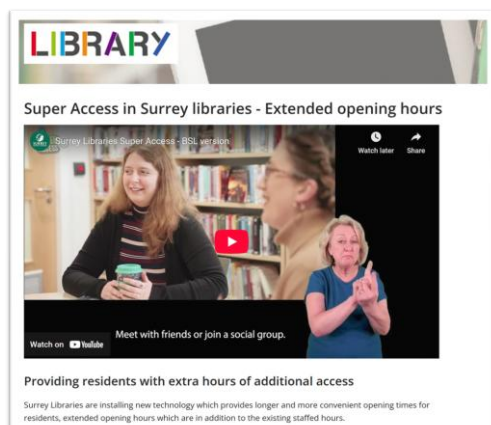 LIBRARY
Super Access in Surrey libraries - Extended opening hours
Surrey Libraries Super Access - BSL version
Watch later
Share
Meet with friends or join a social group.
Watch on YouTube
Providing residents with extra hours of additional access
Surrey Libraries are installing new technology which provides longer and more convenient opening times for
residents, extended opening hours which are in addition to the existing staffed hours.